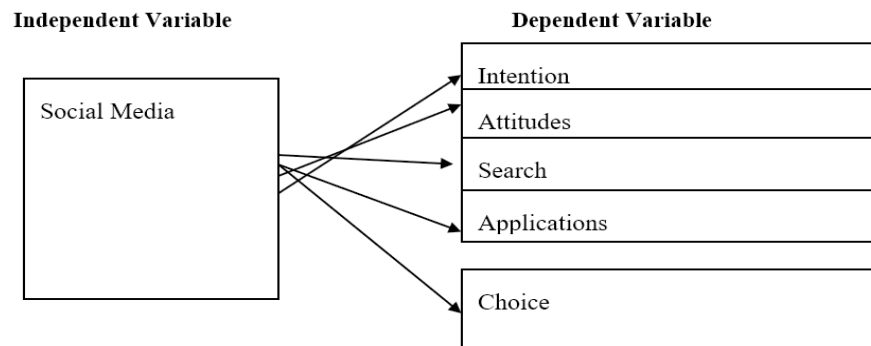 Independent Variable
Dependent Variable
Social Media
Intention
Attitudes
Search
Applications
Choice